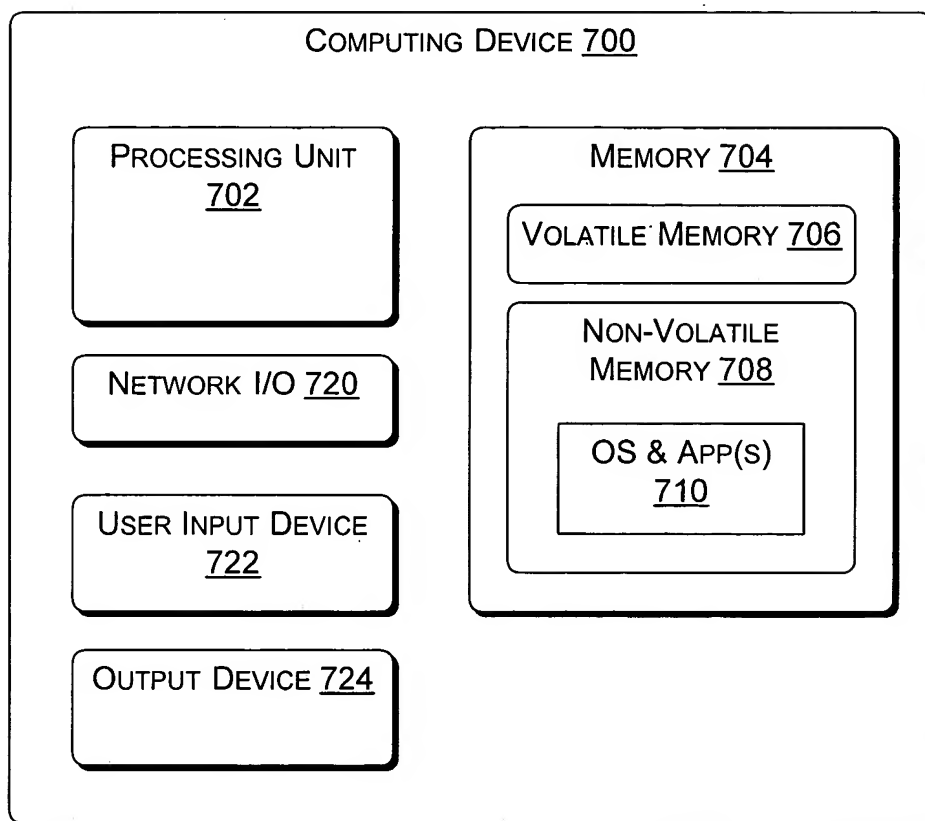 COMPUTING DEVICE 700
PROCESSING UNIT
702
NETWORK I/O 720
USER INPUT DEVICE
722
OUTPUT DEVICE 724
MEMORY 704
VOLATILE MEMORY 706
NON-VOLATILE
MEMORY 708
OS & APP(S)
710